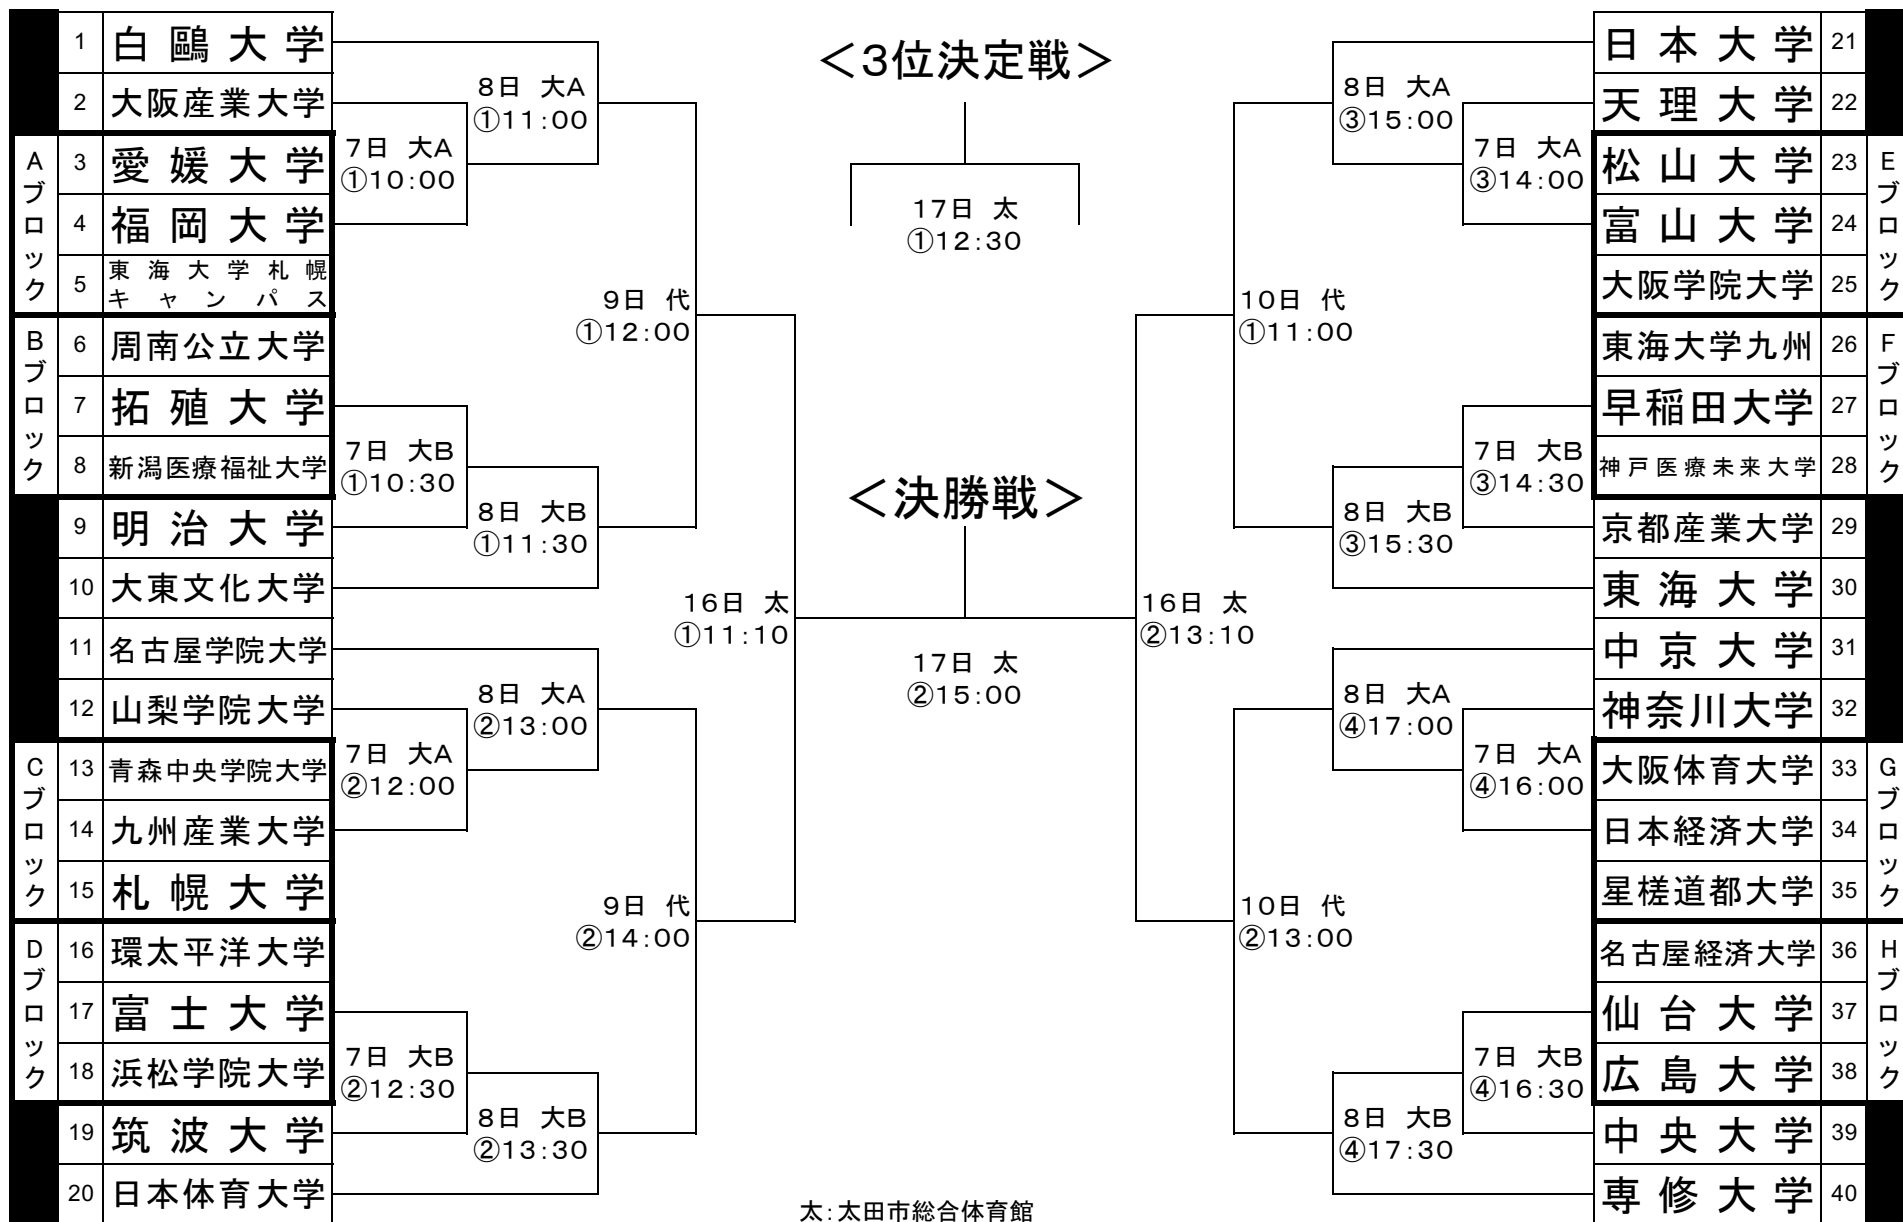 1 白鷗大学
2 大阪産業大学
Aブロック
3 愛媛大学
4 福岡大学
5 東海大学札幌
キャンパス
Bブロック
6 周南公立大学
7 拓殖大学
8 新潟医療福祉大学
9 明治大学
10 大東文化大学
11 名古屋学院大学
12 山梨学院大学
Cブロック
13 青森中央学院大学
14 九州産業大学
15 札幌大学
Dブロック
16 環太平洋大学
17 富士大学
18 浜松学院大学
19 筑波大学
20 日本体育大学
7日 大A
①10:00
7日 大B
①10:30
7日 大A
②12:00
7日 大B
②12:30
8日 大A
①11:00
8日 大B
①11:30
8日 大A
②13:00
8日 大B
②13:30
9日 代
①12:00
9日 代
②14:00
16日 太
①11:10
＜3位決定戦＞
17日 太
①12:30
＜決勝戦＞
17日 太
②15:00
太:太田市総合体育館
16日 太
②13:10
10日 代
①11:00
10日 代
②13:00
8日 大A
③15:00
8日 大B
③15:30
8日 大A
④17:00
8日 大B
④17:30
7日 大A
③14:00
7日 大B
③14:30
7日 大A
④16:00
7日 大B
④16:30
日本大学 21
天理大学 22
Eブロック
松山大学 23
富山大学 24
大阪学院大学 25
Fブロック
東海大学九州 26
早稲田大学 27
神戸医療未来大学 28
京都産業大学 29
東海大学 30
中京大学 31
神奈川大学 32
Gブロック
大阪体育大学 33
日本経済大学 34
星槎道都大学 35
Hブロック
名古屋経済大学 36
仙台大学 37
広島大学 38
中央大学 39
専修大学 40